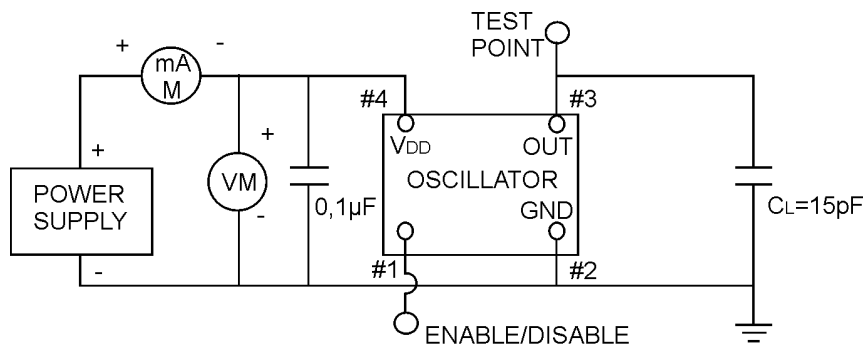 TEST
POINT
+ -
mA
M
#4 #3
+ +
VDD OUT
POWER
SUPPLY
VM
OSCILLATOR
0,1µF
GND
CL=15pF
-
- #1 #2
ENABLE/DISABLE